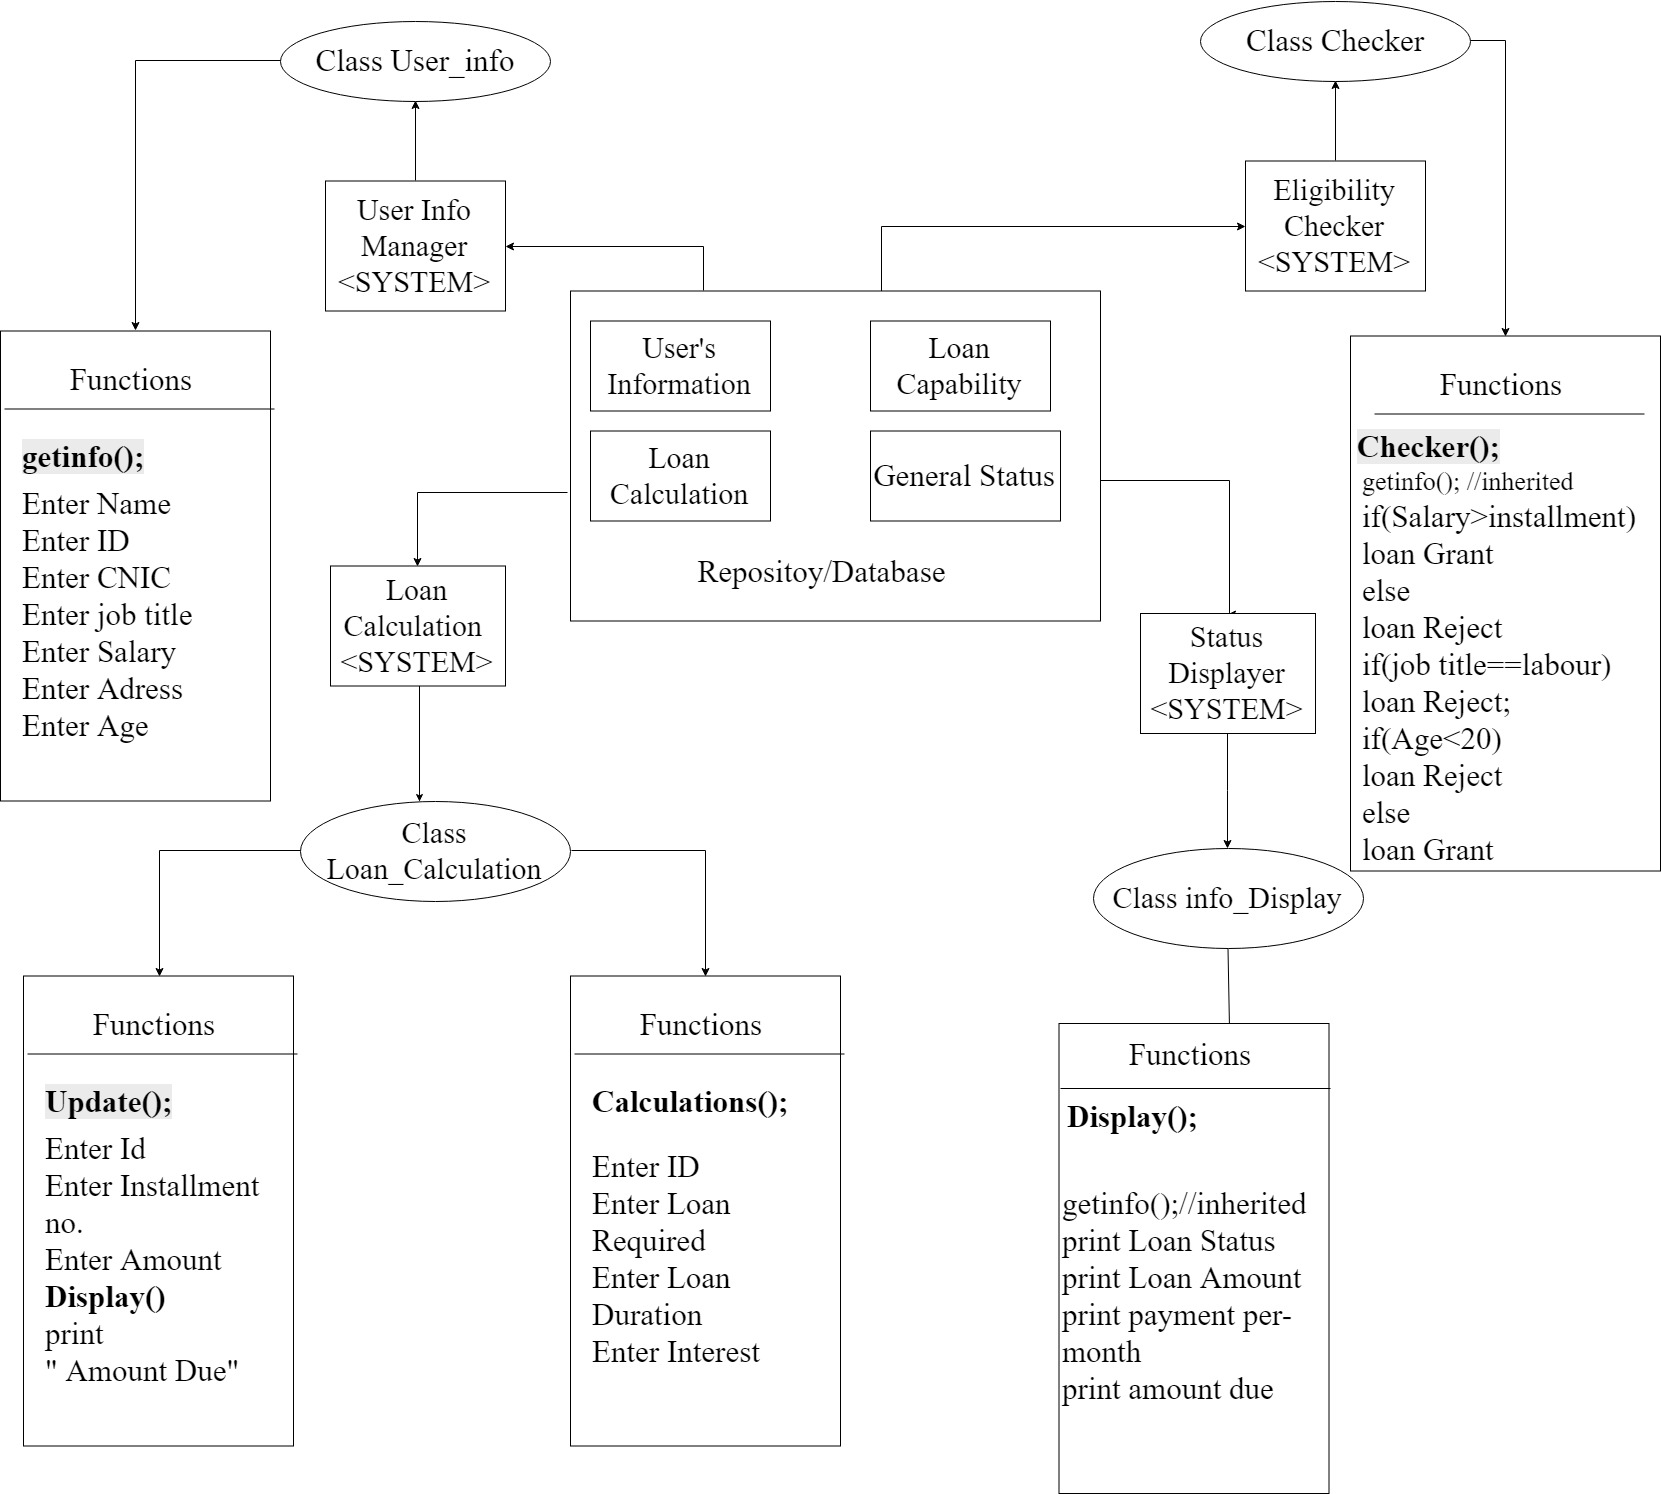 Class User_info
Class Checker
User Info
Manager
<SYSTEM>
Eligibility
Checker
<SYSTEM>
User's
Information
Loan
Capability
Loan
Calculation
General Status
Repositoy/Database
Functions
getinfo();
Enter Name
Enter ID
Enter CNIC
Enter job title
Enter Salary
Enter Adress
Enter Age
Functions
Checker();
getinfo(); //inherited
if(Salary>installment)
loan Grant
else
loan Reject
if(job title==labour)
loan Reject;
if(Age<20)
loan Reject
else
loan Grant
Loan
Calculation
<SYSTEM>
Status
Displayer
<SYSTEM>
Class
Loan_Calculation
Class info_Display
Functions
Update();
Enter Id
Enter Installment
no.
Enter Amount
Display()
print
" Amount Due"
Functions
Calculations();
Enter ID
Enter Loan
Required
Enter Loan
Duration
Enter Interest
Functions
Display();
getinfo();//inherited
print Loan Status
print Loan Amount
print payment per-
month
print amount due